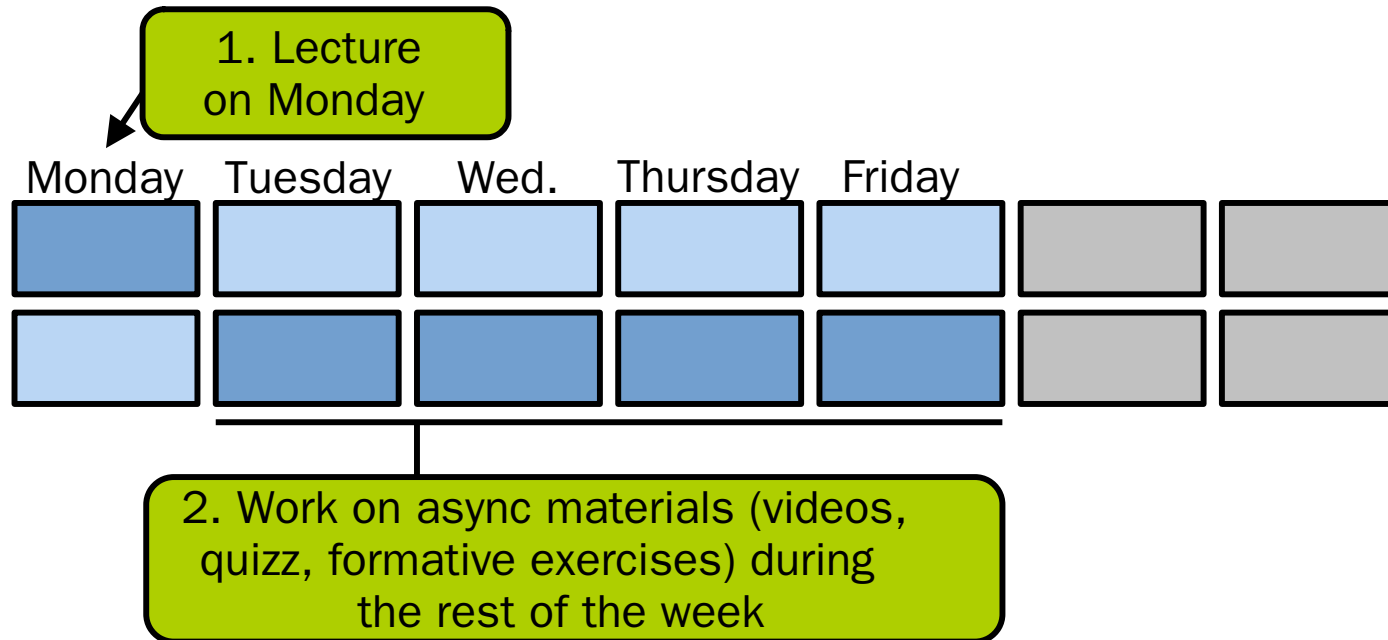 1. Lecture
on Monday
Monday Tuesday Wed. Thursday Friday
2. Work on async materials (videos,
quizz, formative exercises) during
the rest of the week